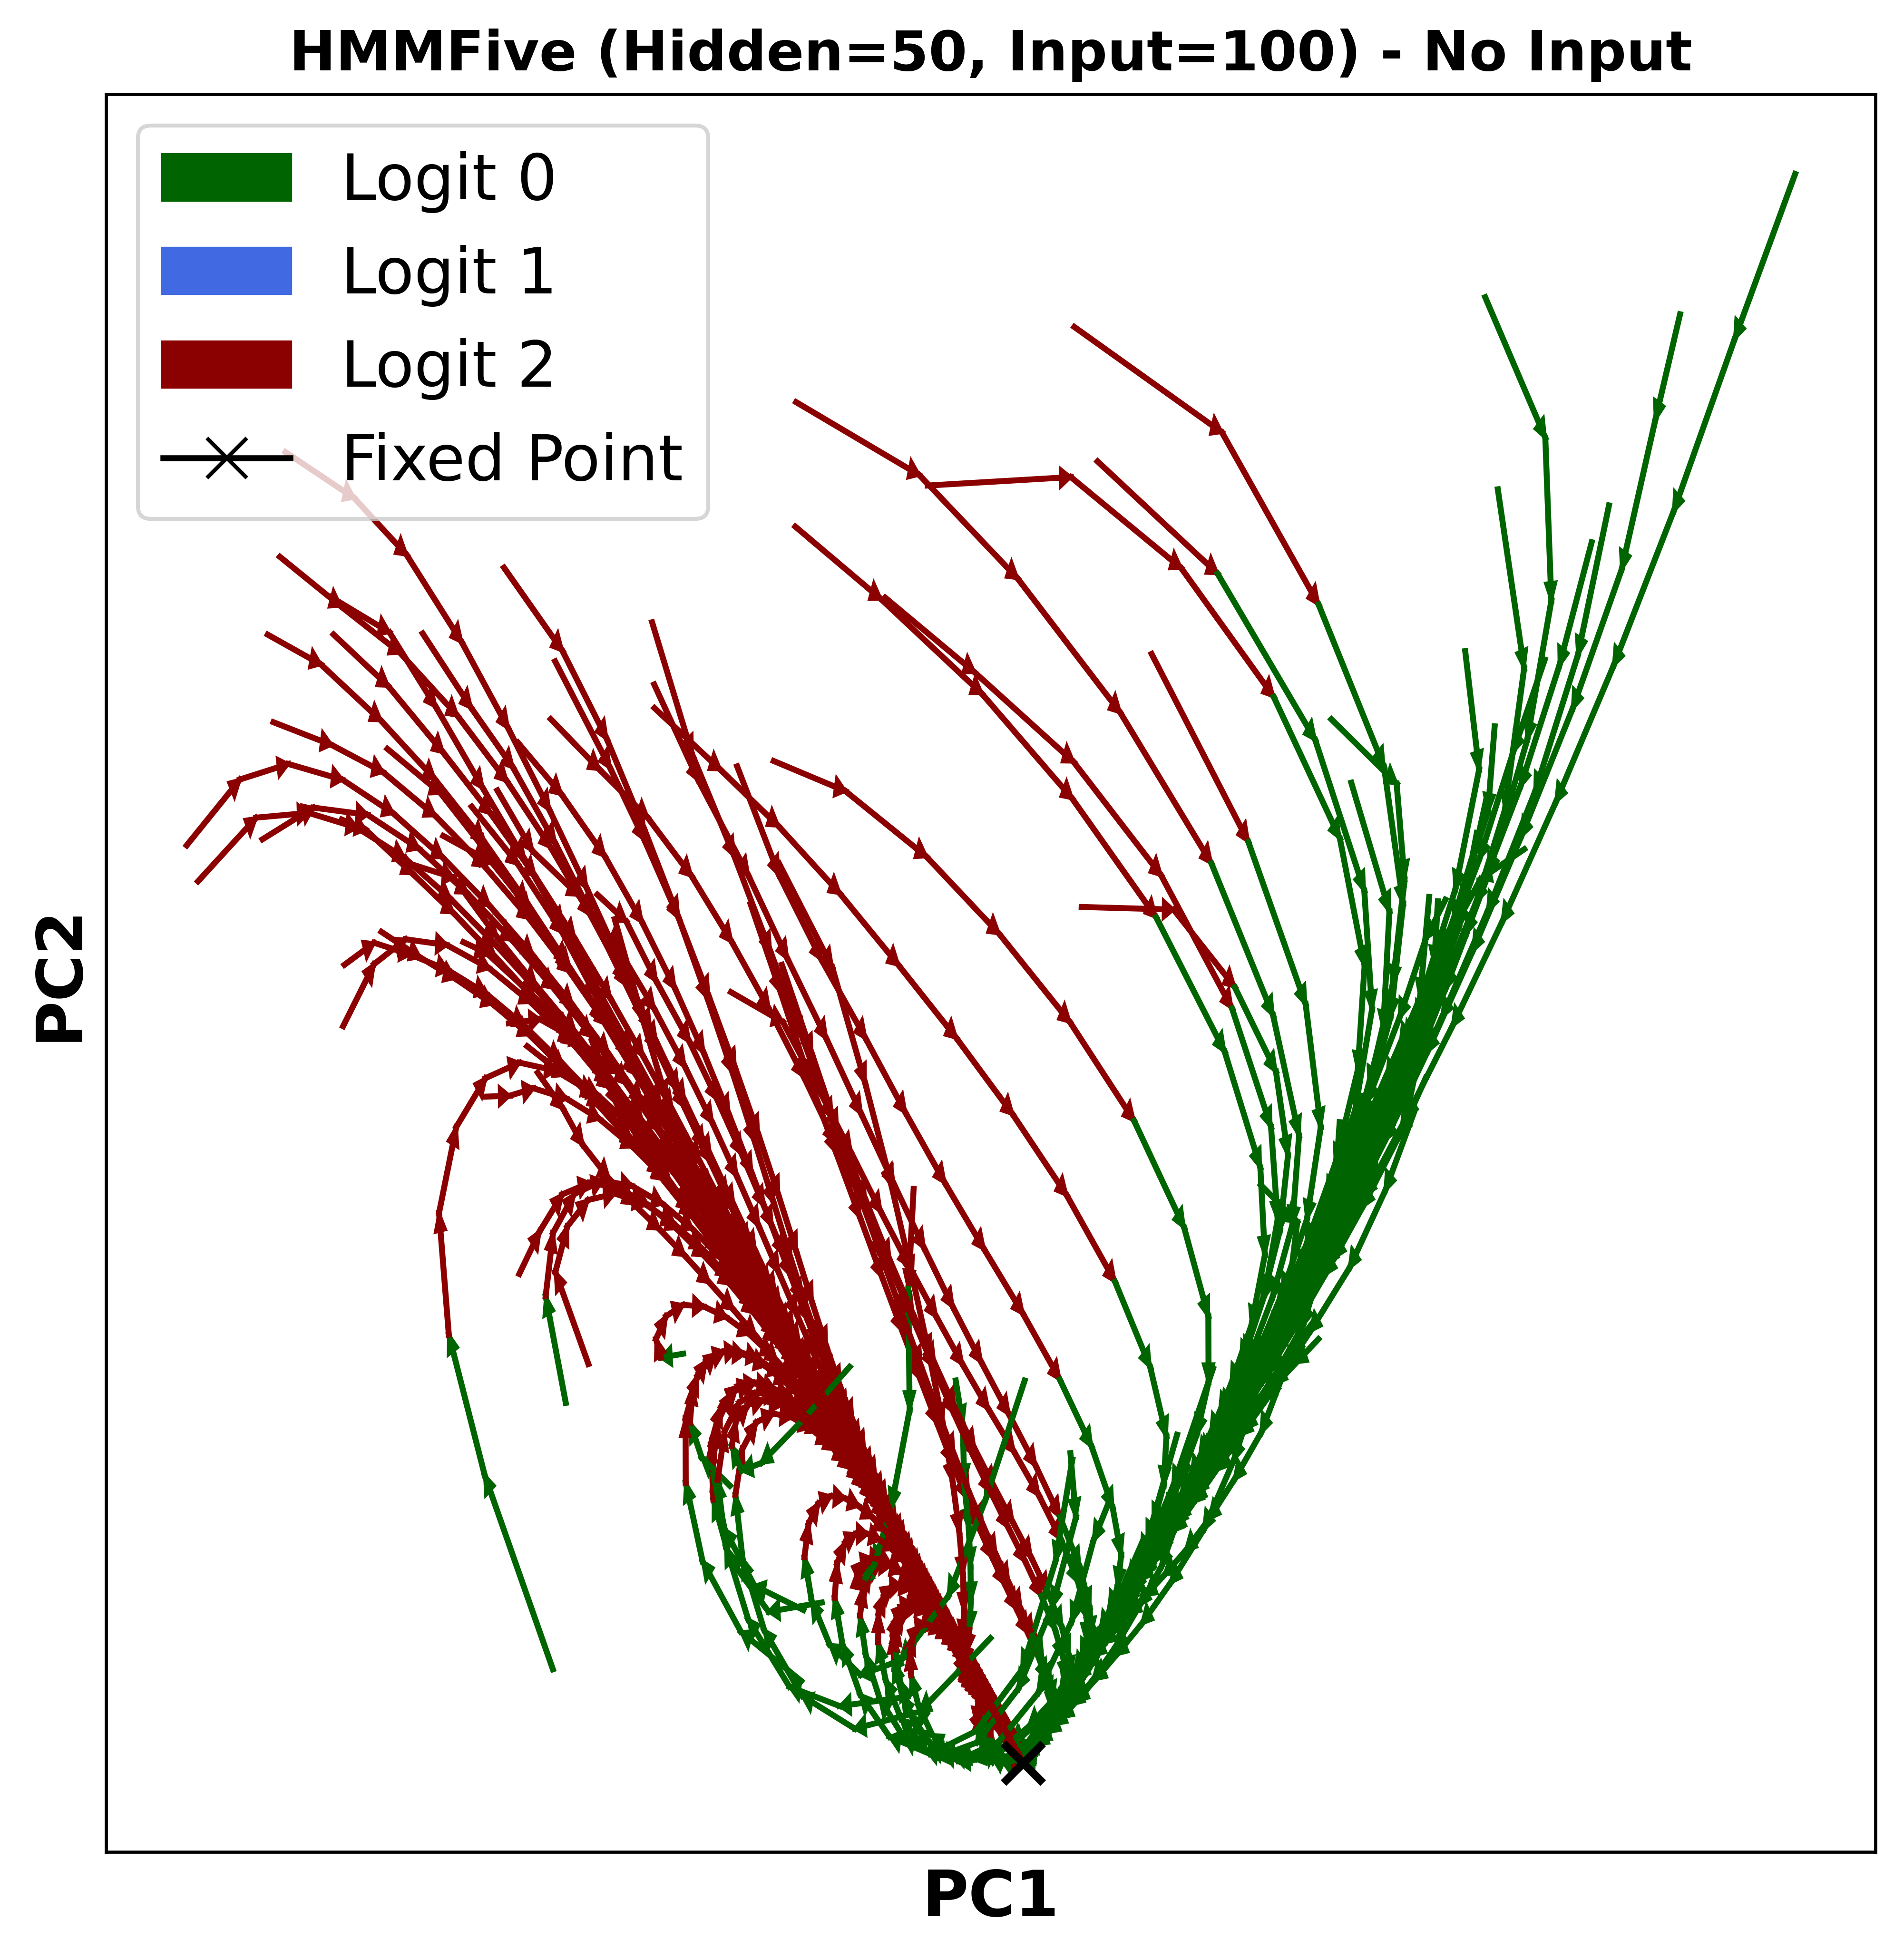 HMMFive (Hidden=50, Input=100) - No Input
Logit 0
Logit 1
Logit 2
Fixed Point
PC2
PC1